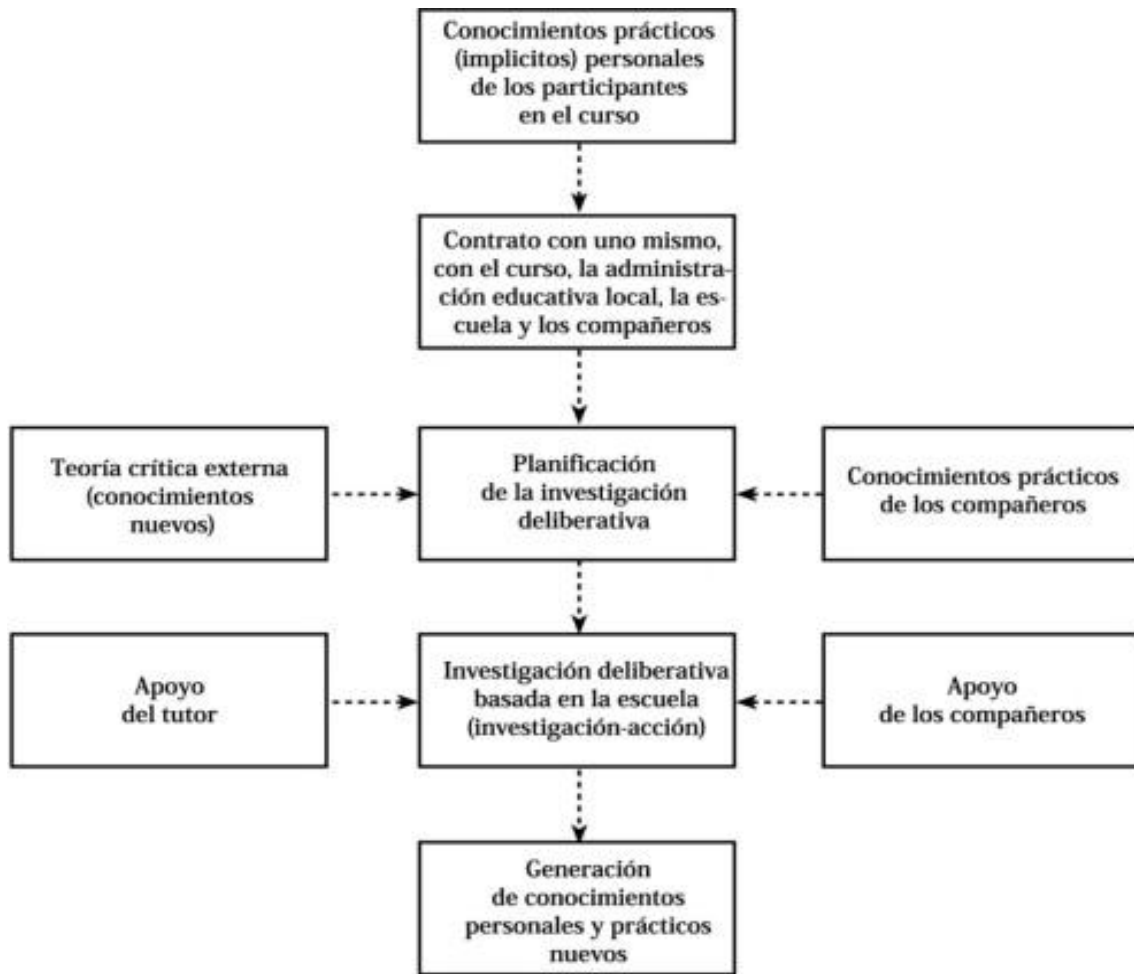 Conocimientos prácticos
(implicitos) personales
de los participantes
en el curso
Contrato con uno mismo,
con el curso, la administra-
ción educativa local, la es-
cuela y los compañeros
Teoría crítica externa
(conocimientos
nuevos)
Planificación
de la investigación
deliberativa
Conocimientos prácticos
de los compañeros
Apoyo
del tutor
Investigación deliberativa
basada en la escuela
(investigación-acción)
Apoyo
de los compañeros
Generación
de conocimientos
personales y prácticos
nuevos